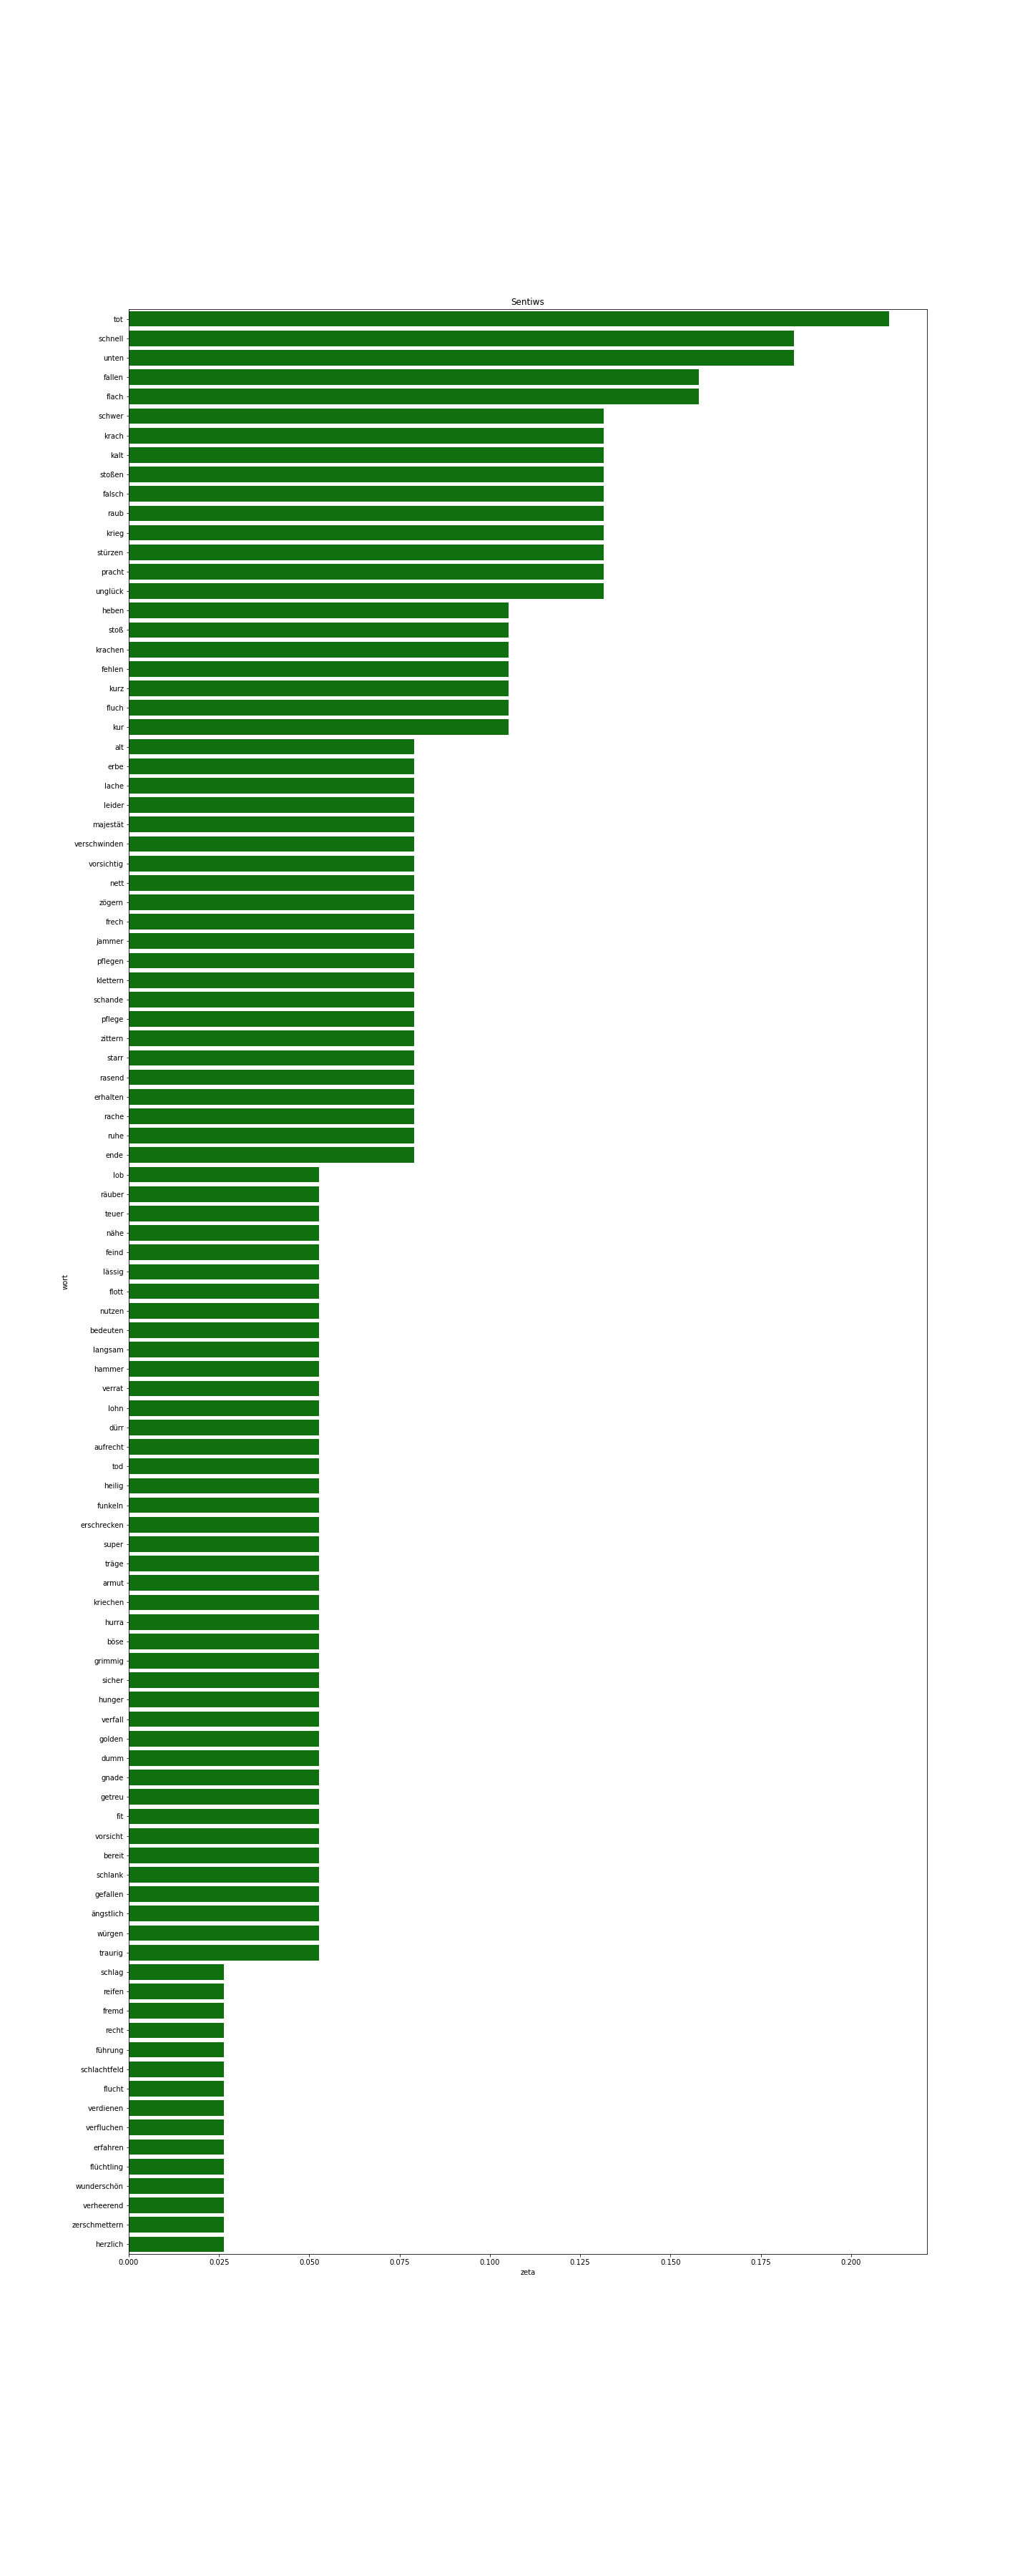 Sentiws
tot
schnell
unten
fallen
flach
schwer
krach
kalt
stoßen
falsch
raub
krieg
stürzen
pracht
unglück
heben
stoß
krachen
fehlen
kurz
fluch
kur
alt
erbe
lache
leider
majestät
verschwinden
vorsichtig
nett
zögern
frech
jammer
pflegen
klettern
schande
pflege
zittern
starr
rasend
erhalten
rache
ruhe
ende
lob
räuber
teuer
nähe
feind
lässig
flott
nutzen
bedeuten
langsam
hammer
verrat
lohn
dürr
aufrecht
tod
heilig
funkeln
erschrecken
super
träge
armut
kriechen
hurra
böse
grimmig
sicher
hunger
verfall
golden
dumm
gnade
getreu
fit
vorsicht
bereit
schlank
gefallen
ängstlich
würgen
traurig
schlag
reifen
fremd
recht
führung
schlachtfeld
flucht
verdienen
verfluchen
erfahren
flüchtling
wunderschön
verheerend
zerschmettern
herzlich
wort
0.000 0.025 0.050 0.075 0.100 0.125 0.150 0.175 0.200
zeta